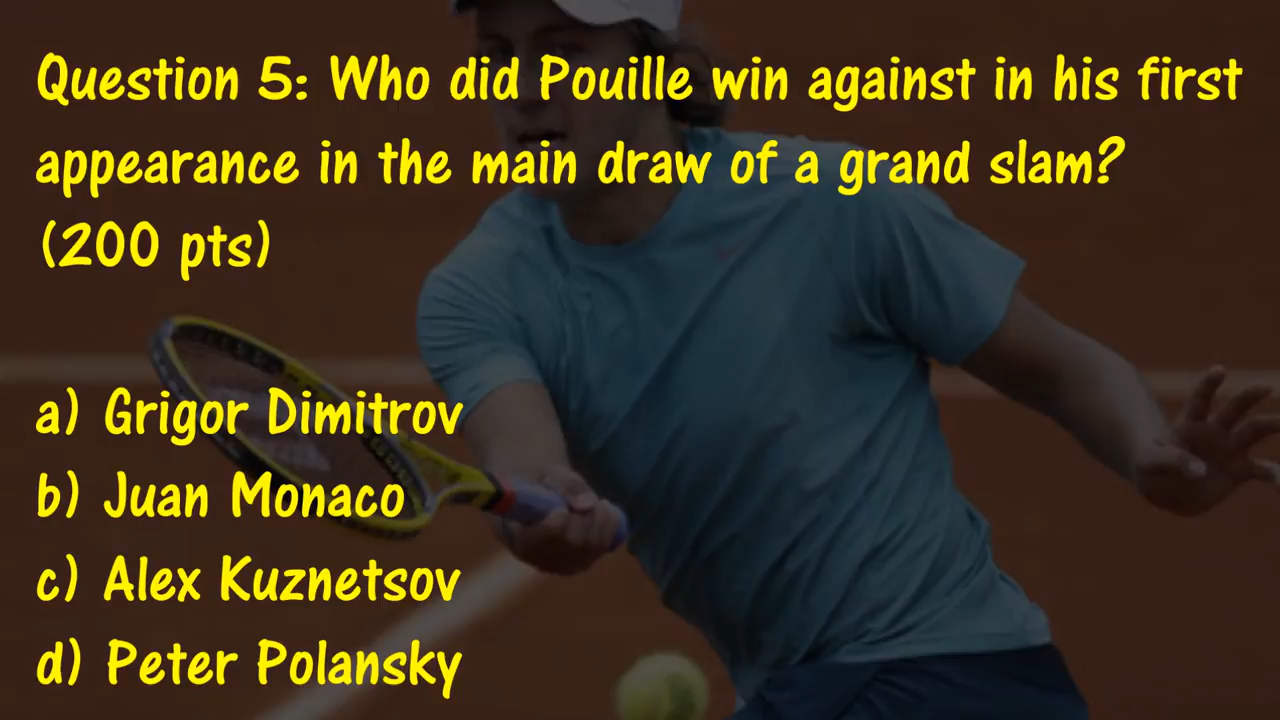 Question 5: Who did Pouille win against in his first
appearance in the main draw of a grand slam?
(200 pts)
a) Grigor Dimitrov
b) Juan Monaco
c) Alex Kuznetsov
d) Peter Polansky